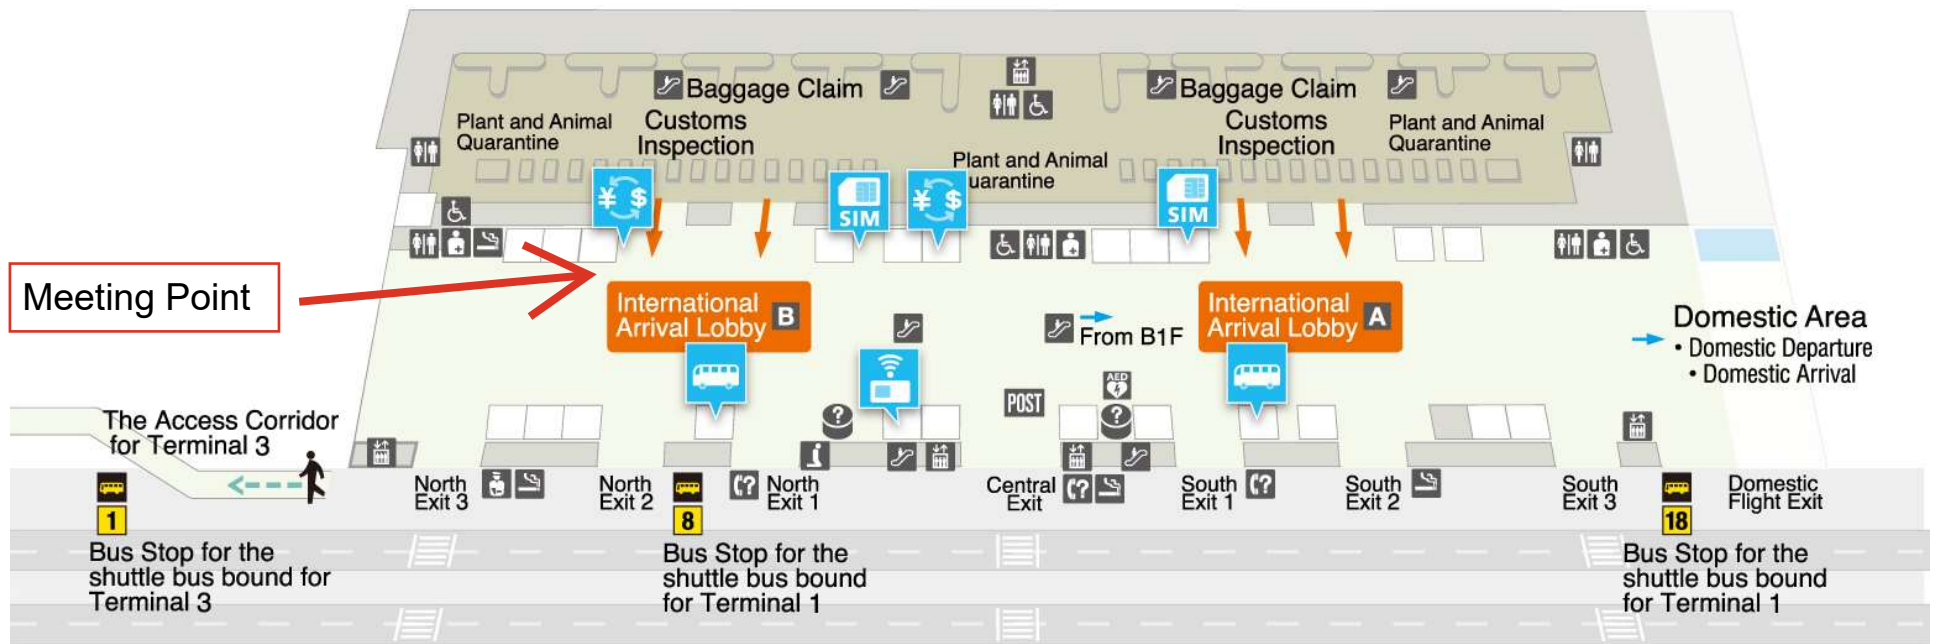 Baggage Claim
Baggage Claim
Plant and Animal
Quarantine
Customs
Inspection
Plant and Animal
uarantine
Customs
Inspection
Plant and Animal
Quarantine
¥ $
SIM
¥ $
SIM
Meeting Point
International
Arrival Lobby B
From B1F
International
Arrival Lobby A
Domestic Area
• Domestic Departure
• Domestic Arrival
AED
POST
?
?
The Access Corridor
for Terminal 3
North
Exit 3
North
Exit 2
?
North
Exit 1
Central
Exit
?
South
Exit 1
?
South
Exit 2
South
Exit 3
Domestic
Flight Exit
1
Bus Stop for the
shuttle bus bound for
Terminal 3
8
Bus Stop for the
shuttle bus bound
for Terminal 1
18
Bus Stop for the
shuttle bus bound
for Terminal 1